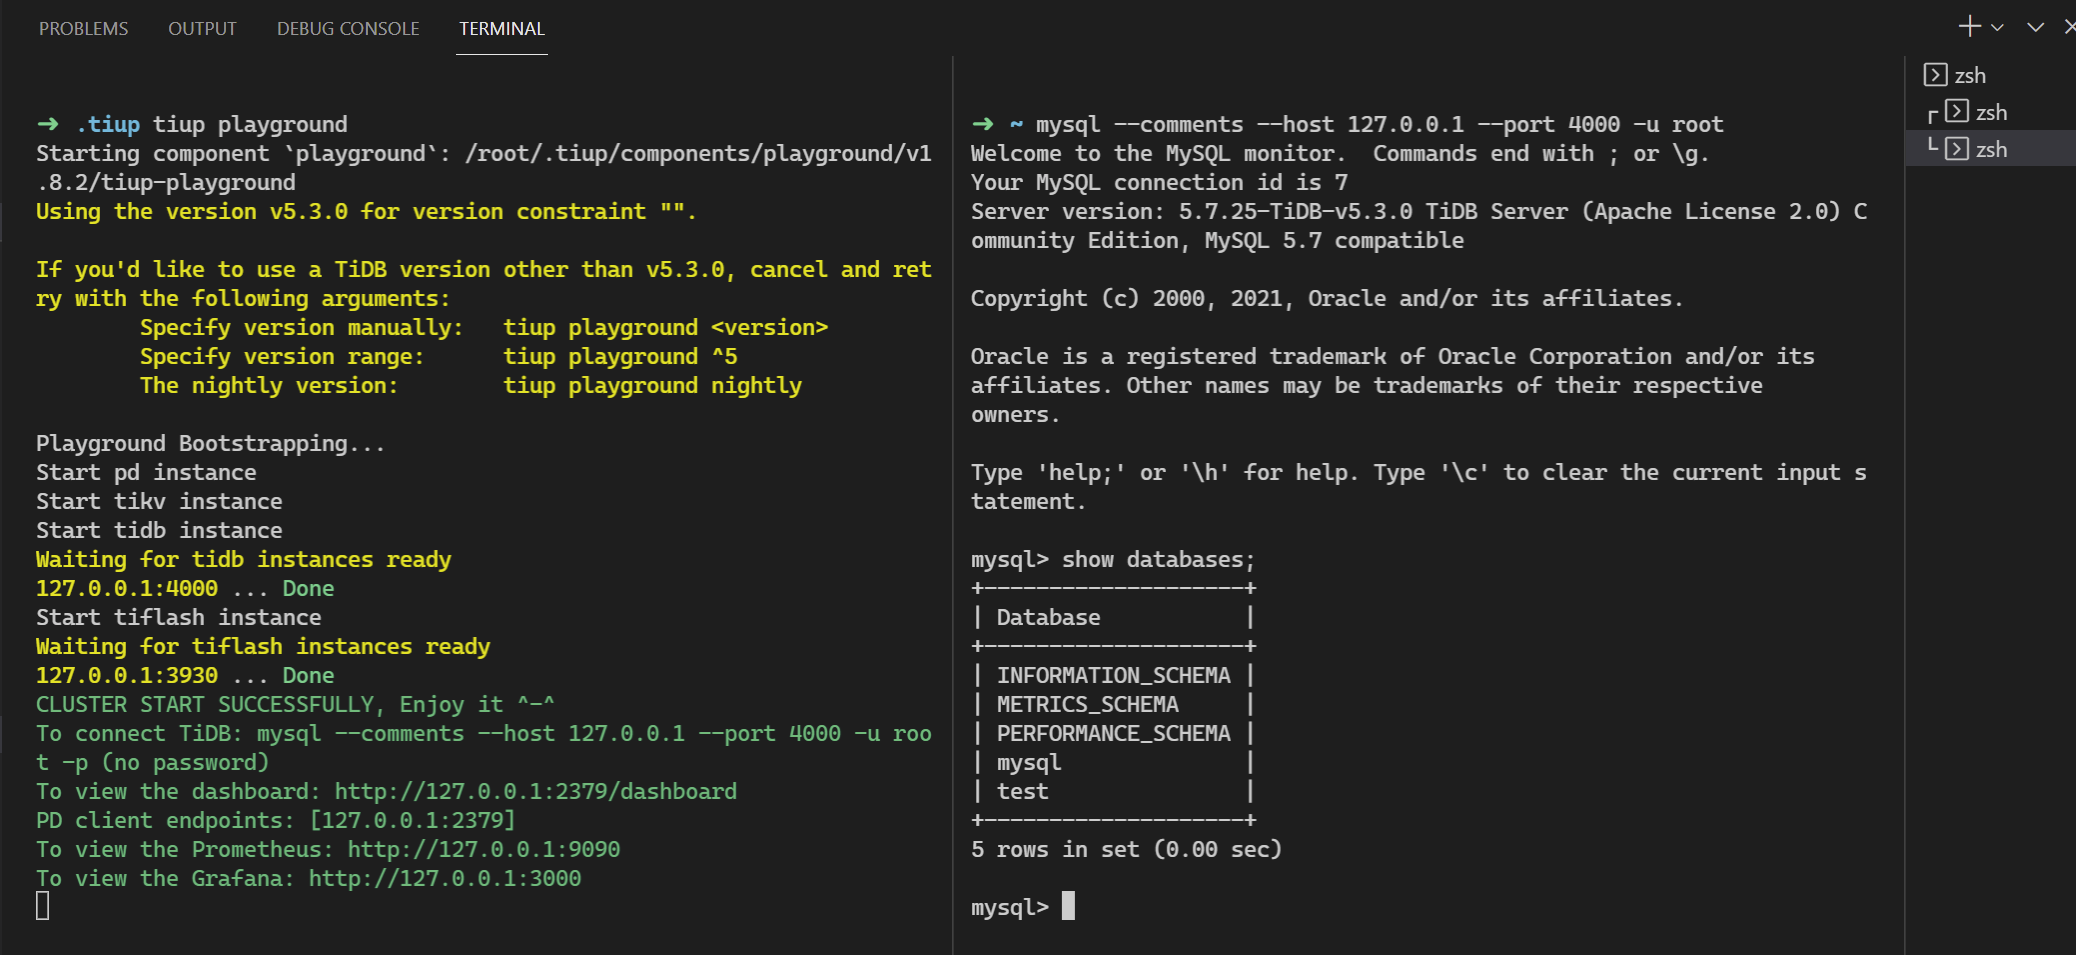 PROBLEMS OUTPUT DEBUG CONSOLE TERMINAL
➜ .tiup tiup playground
Starting component `playground`: /root/.tiup/components/playground/v1
.8.2/tiup-playground
Using the version v5.3.0 for version constraint "".
If you'd like to use a TiDB version other than v5.3.0, cancel and ret
ry with the following arguments:
Specify version manually: tiup playground <version>
Specify version range: tiup playground ^5
The nightly version: tiup playground nightly
Playground Bootstrapping...
Start pd instance
Start tikv instance
Start tidb instance
Waiting for tidb instances ready
127.0.0.1:4000 ... Done
Start tiflash instance
Waiting for tiflash instances ready
127.0.0.1:3930 ... Done
CLUSTER START SUCCESSFULLY, Enjoy it ^-^
To connect TiDB: mysql --comments --host 127.0.0.1 --port 4000 -u roo
t -p (no password)
To view the dashboard: http://127.0.0.1:2379/dashboard
PD client endpoints: [127.0.0.1:2379]
To view the Prometheus: http://127.0.0.1:9090
To view the Grafana: http://127.0.0.1:3000
➜ ~ mysql --comments --host 127.0.0.1 --port 4000 -u root
Welcome to the MySQL monitor.  Commands end with ; or \g.
Your MySQL connection id is 7
Server version: 5.7.25-TiDB-v5.3.0 TiDB Server (Apache License 2.0) C
ommunity Edition, MySQL 5.7 compatible
Copyright (c) 2000, 2021, Oracle and/or its affiliates.
Oracle is a registered trademark of Oracle Corporation and/or its
affiliates. Other names may be trademarks of their respective
owners.
Type 'help;' or '\h' for help. Type '\c' to clear the current input s
tatement.
mysql> show databases;
+--------------------+
| Database           |
+--------------------+
| INFORMATION_SCHEMA |
| METRICS_SCHEMA     |
| PERFORMANCE_SCHEMA |
| mysql              |
| test               |
+--------------------+
5 rows in set (0.00 sec)
mysql>
zsh
zsh
zsh